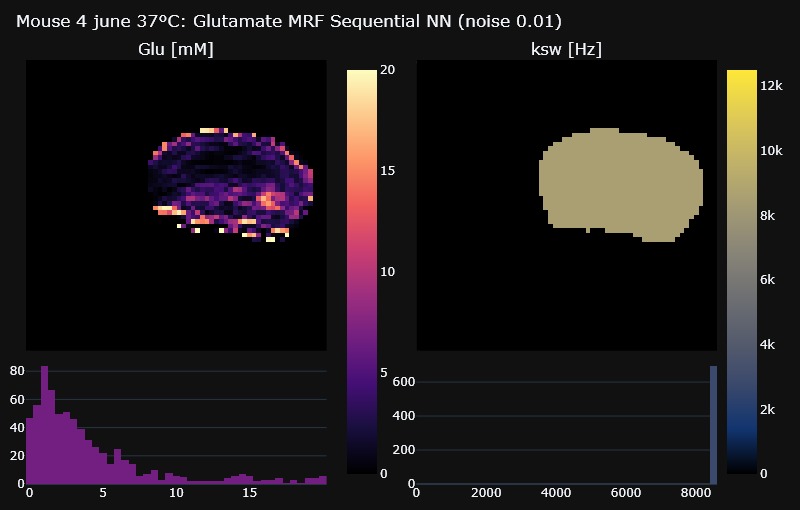 Mouse 4 june 37ºC: Glutamate MRF Sequential NN (noise 0.01)
Glu [mM]
ksw [Hz]
20
15
10
5
0
12k
10k
8k
6k
4k
2k
0
80
60
40
20
0
0
5
10
15
600
400
200
0
0
2000
4000
6000
8000